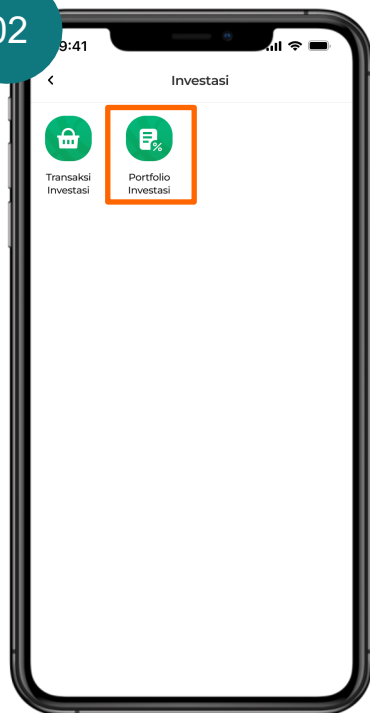 02
9:41
Investasi
Transaksi
Investasi
Portfolio
Investasi